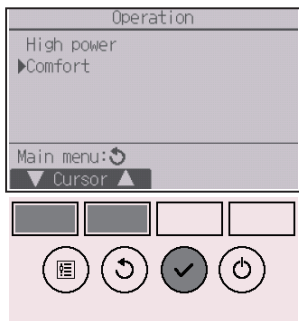 Operation
High power
▶Comfort
Main menu:↺
▼ Cursor ▲